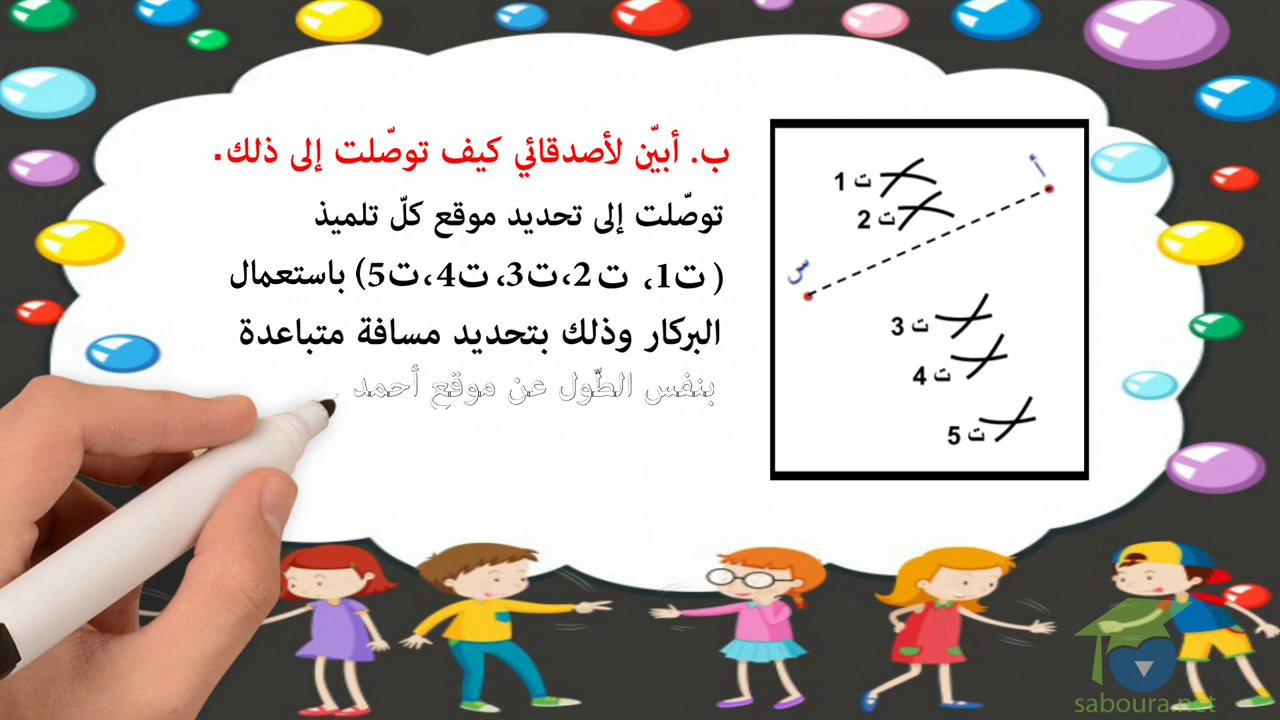 ب. أبيّن لأصدقائي كيف توصّلت إلى ذلك.
توصّلت إلى تحديد موقع كلّ تلميذ
( ت1، ت2،ت3،ت4،ت5) باستعمال
البركار وذلك بتحديد مسافة متباعدة
بنفس الطّول عن موقع أحمد .
أ
ت 1
ت 2
س
ت 3
ت 4
ت 5
saboura.net